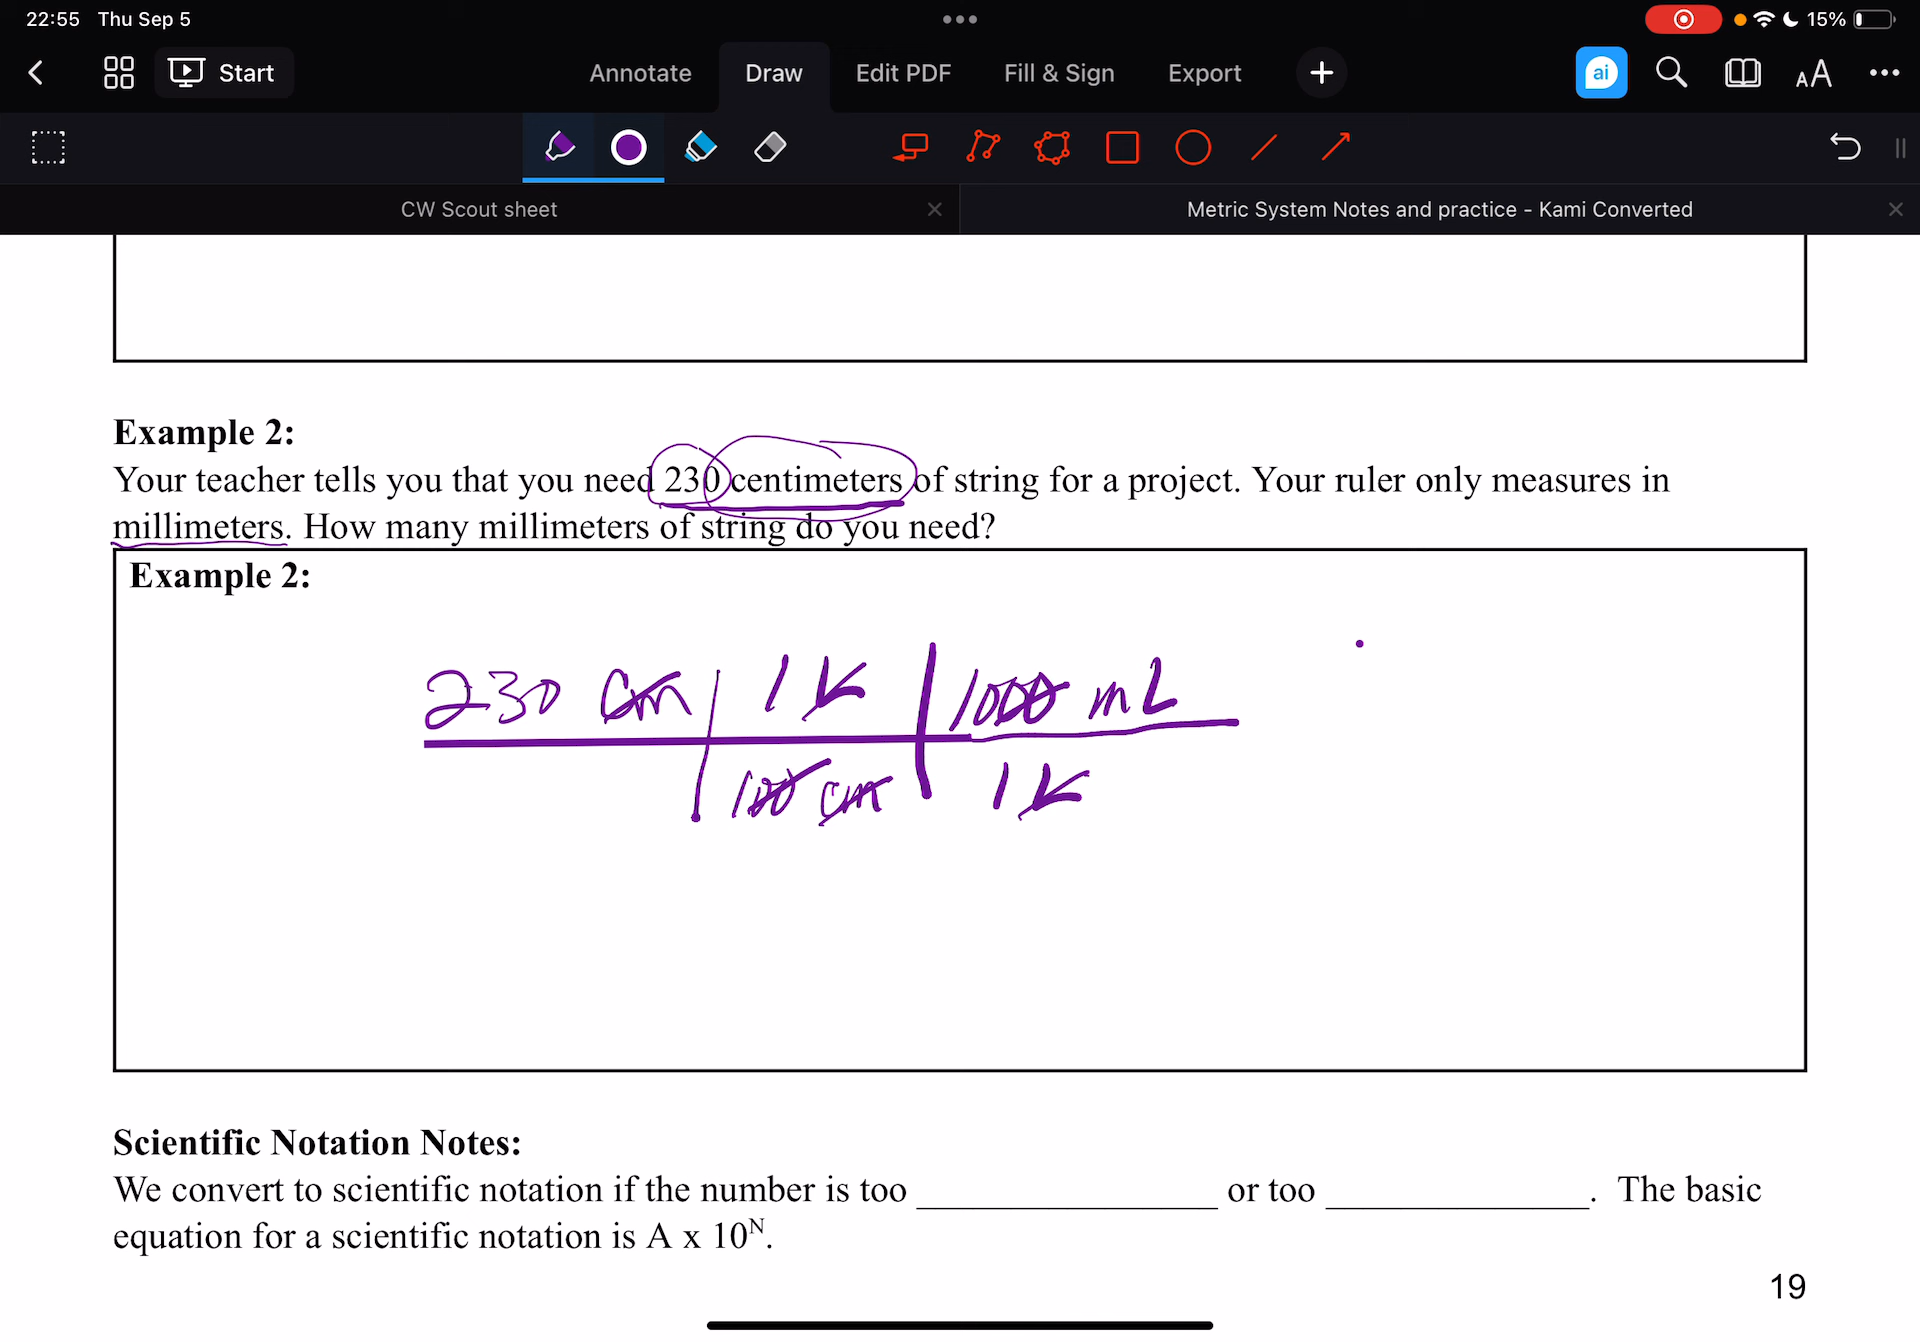 22:55 Thu Sep 5
15%
Start
Annotate
Draw
Edit PDF
Fill & Sign
Export
ai
AA
CW Scout sheet
Metric System Notes and practice - Kami Converted
Example 2:
Your teacher tells you that you need 230 centimeters of string for a project. Your ruler only measures in
millimeters. How many millimeters of string do you need?
Example 2:
230 cm 1 K 1000 mL
100 cm 1 K
Scientific Notation Notes:
We convert to scientific notation if the number is too ________________ or too ______________. The basic
equation for a scientific notation is A x 10ᴺ.
19